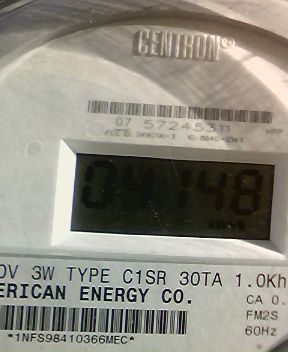 CENTRON®
07 57245311
04148
0V 3W TYPE C1SR 30TA 1.0Kh
ERICAN ENERGY CO.
CA 0.
FM2S
60Hz
*1NFS98410366MEC*